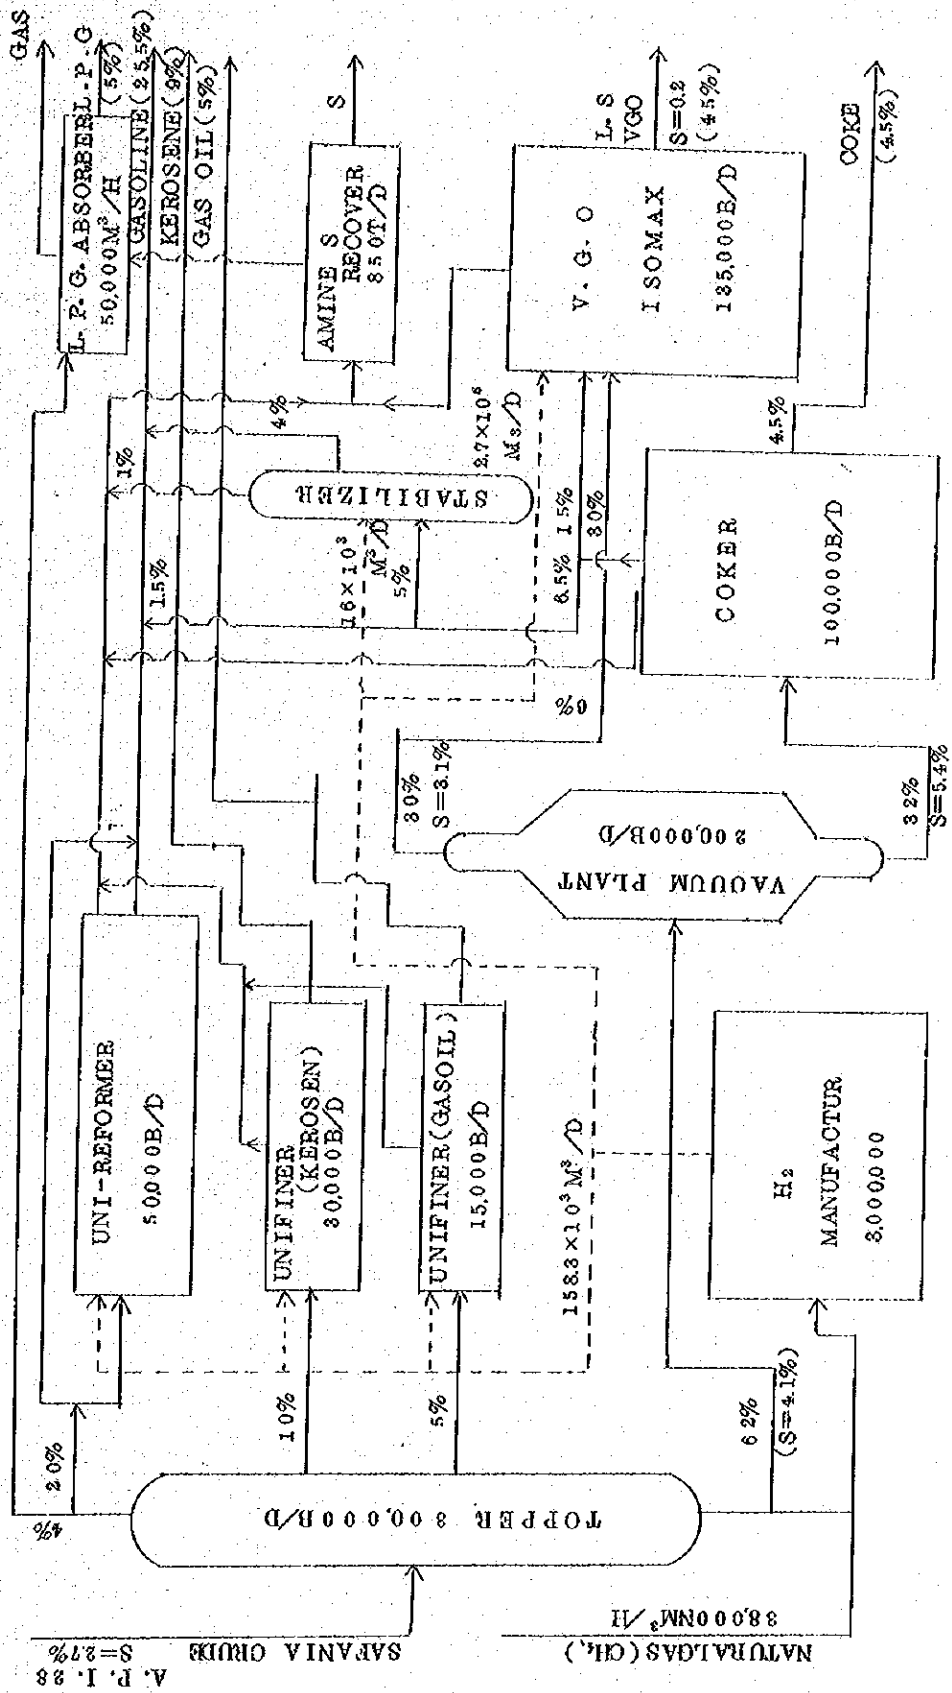 A. P. I. 28
S=2.7%
SAFANIA CRUDE
NATURALGAS(CH₄)
38,000NM³/H
TOPPER 300,000B/D
4%
20%
10%
5%
62%
(S=4.1%)
UNI-REFORMER
50,000B/D
UNIFINER
(KEROSEN)
30,000B/D
UNIFINER(GASOIL)
15,000B/D
158.3×10³M³/D
H₂
MANUFACTUR
3,000,000
VACUUM PLANT
200,000B/D
30%
S=3.1%
32%
S=5.4%
6%
COKER
100,000B/D
4.5%
16×10³
M³/D
5%
6.5%
1.5%
30%
1.5%
1%
4%
STABILIZER
2.7×10⁶
M³/D
AMINE S
RECOVER
850T/D
S
V. G. O
ISOMAX
135,000B/D
L-S
VGO
S=0.2
(45%)
COKE
(4.5%)
L. P. G. ABSORBER
50,000M³/H
GAS
L-P-G
(5%)
GASOLINE(25.5%)
KEROSENE(9%)
GAS OIL(5%)